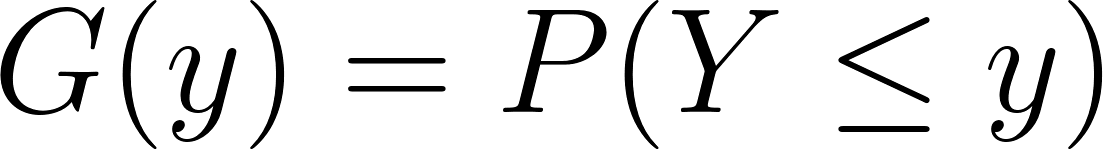 G(y) = P(Y ≤ y)